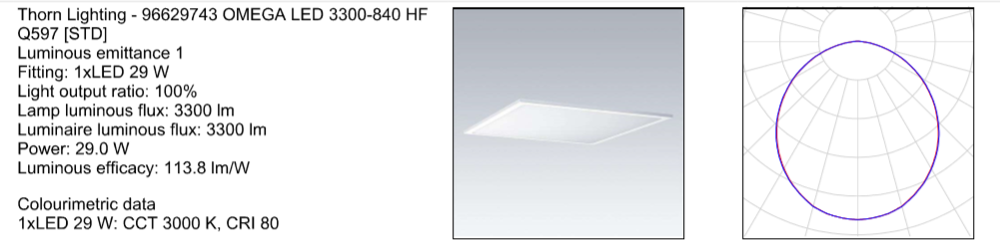 Thorn Lighting - 96629743 OMEGA LED 3300-840 HF
Q597 [STD]
Luminous emittance 1
Fitting: 1xLED 29 W
Light output ratio: 100%
Lamp luminous flux: 3300 lm
Luminaire luminous flux: 3300 lm
Power: 29.0 W
Luminous efficacy: 113.8 lm/W
Colourimetric data
1xLED 29 W: CCT 3000 K, CRI 80